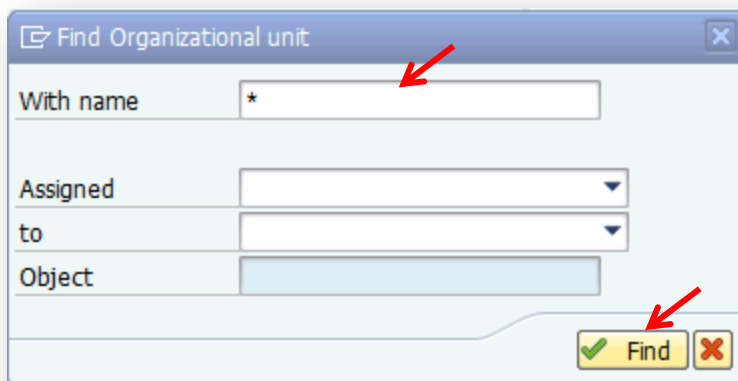 Find Organizational unit
With name *
Assigned
to
Object
Find